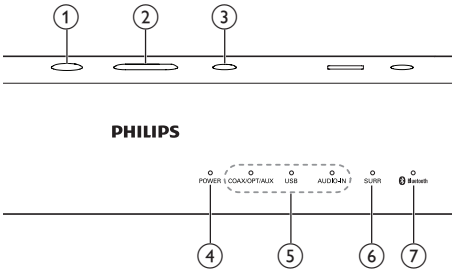 1 2 3
PHILIPS
POWER COAX/OPT/AUX USB AUDIO-IN SURR Bluetooth
4 5 6 7